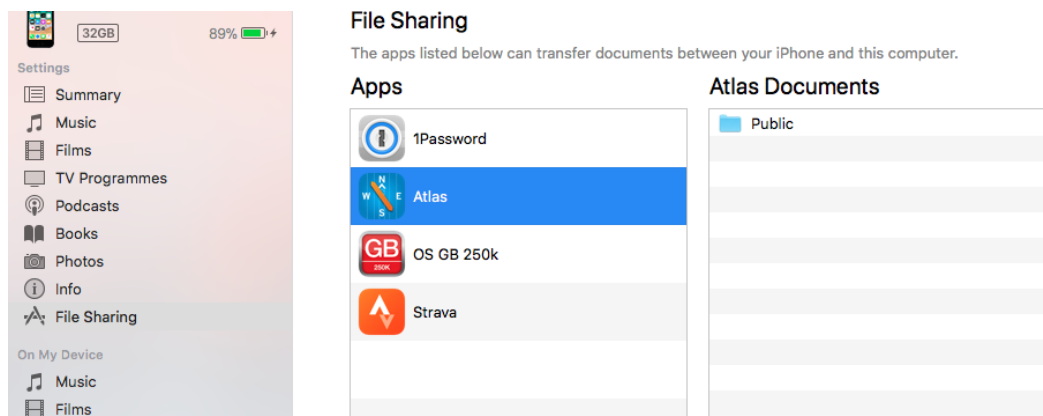 32GB
89%
Settings
Summary
Music
Films
TV Programmes
Podcasts
Books
Photos
Info
File Sharing
On My Device
Music
Films
File Sharing
The apps listed below can transfer documents between your iPhone and this computer.
Apps
1Password
N
W E
S
Atlas
GB
250K
OS GB 250k
Strava
Atlas Documents
Public